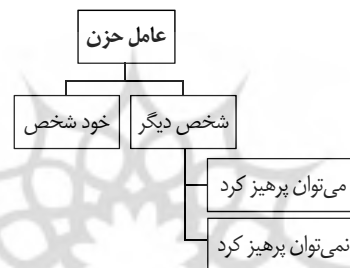 عامل حزن
شخص دیگر
خود شخص
می‌توان پرهیز کرد
نمی‌توان پرهیز کرد